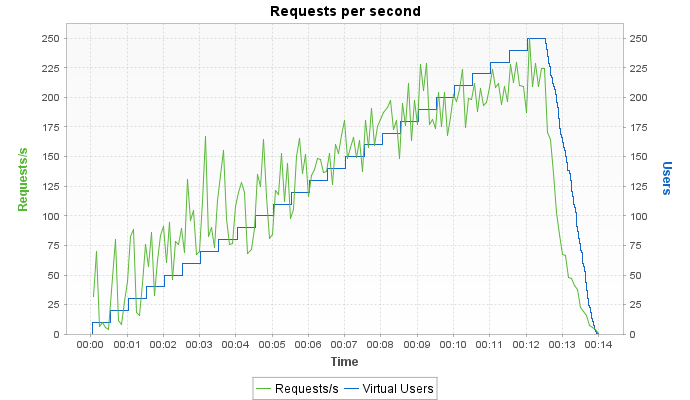 Requests per second
250 250
225 225
200 200
175 175
150 150
125 125
100 100
75 75
50 50
25 25
0 0
Requests/s
Users
00:00 00:01 00:02 00:03 00:04 00:05 00:06 00:07 00:08 00:09 00:10 00:11 00:12 00:13 00:14
Time
Requests/s Virtual Users